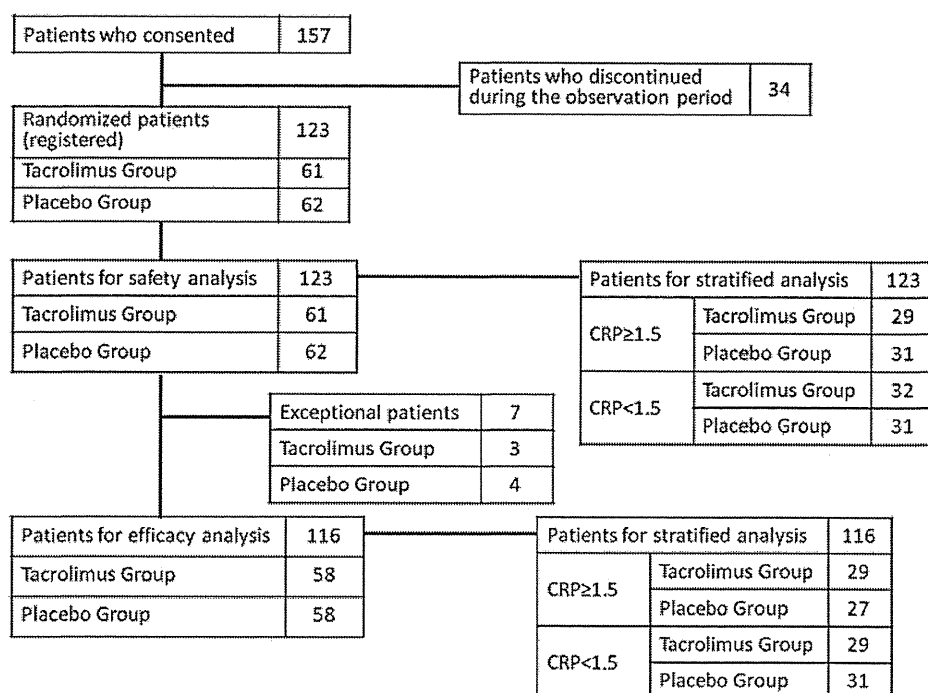 Patients who consented 157
Patients who discontinued
during the observation period 34
Randomized patients
(registered) 123
Tacrolimus Group 61
Placebo Group 62
Patients for safety analysis 123
Tacrolimus Group 61
Placebo Group 62
Patients for stratified analysis 123
CRP≥1.5
Tacrolimus Group 29
Placebo Group 31
CRP<1.5
Tacrolimus Group 32
Placebo Group 31
Exceptional patients 7
Tacrolimus Group 3
Placebo Group 4
Patients for efficacy analysis 116
Tacrolimus Group 58
Placebo Group 58
Patients for stratified analysis 116
CRP≥1.5
Tacrolimus Group 29
Placebo Group 27
CRP<1.5
Tacrolimus Group 29
Placebo Group 31